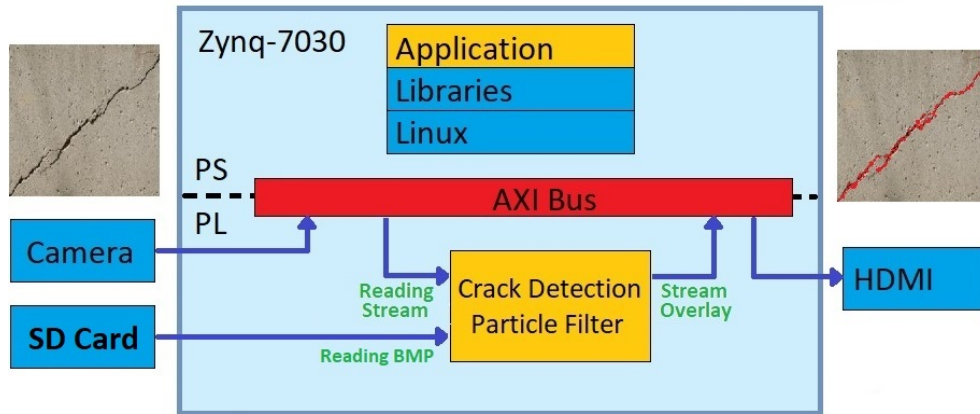 Zynq-7030
Application
Libraries
Linux
PS
AXI Bus
PL
Camera
Reading
Stream
Crack Detection
Particle Filter
Stream
Overlay
HDMI
SD Card
Reading BMP